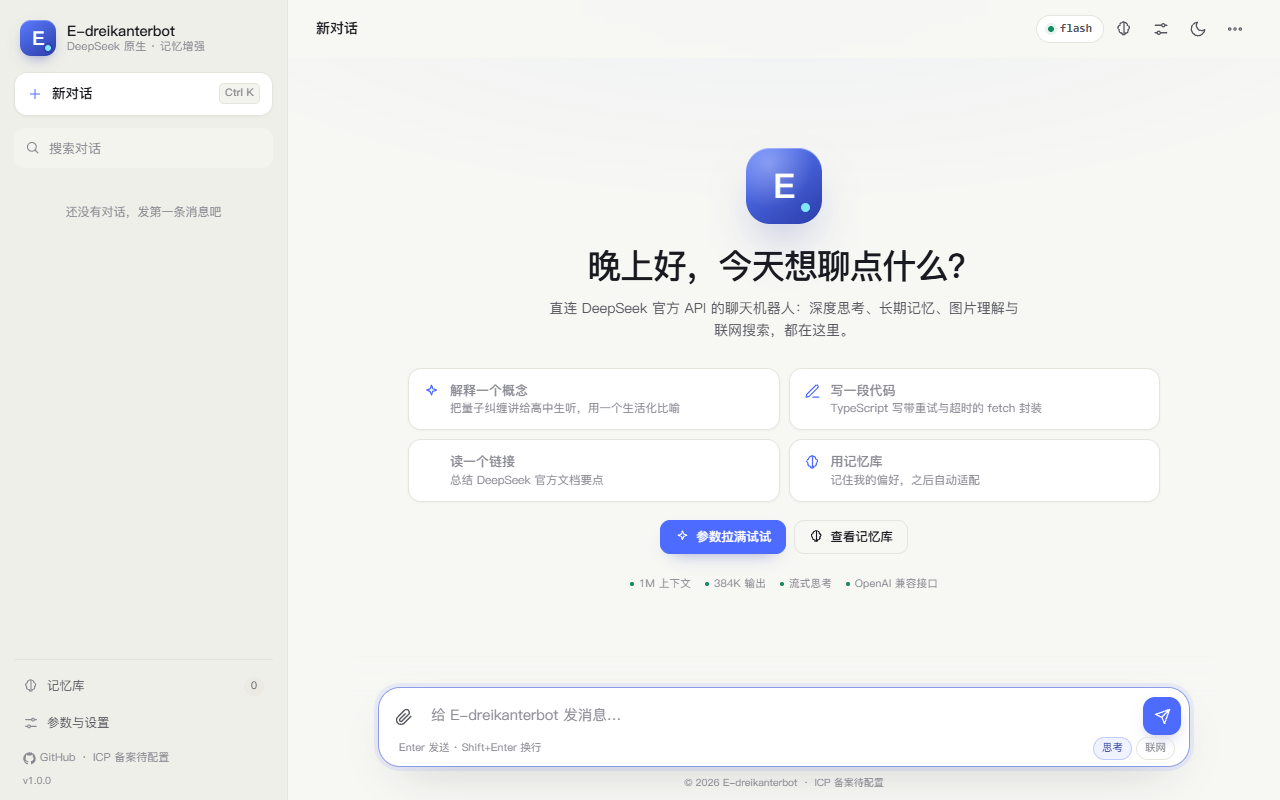 E
E-dreikanterbot
DeepSeek 原生 · 记忆增强
新对话
Ctrl K
搜索对话
还没有对话，发第一条消息吧
记忆库
0
参数与设置
GitHub · ICP 备案待配置
v1.0.0
新对话
flash
E
晚上好，今天想聊点什么？
直连 DeepSeek 官方 API 的聊天机器人：深度思考、长期记忆、图片理解与
联网搜索，都在这里。
解释一个概念
把量子纠缠讲给高中生听，用一个生活化比喻
写一段代码
TypeScript 写带重试与超时的 fetch 封装
读一个链接
总结 DeepSeek 官方文档要点
用记忆库
记住我的偏好，之后自动适配
参数拉满试试
查看记忆库
1M 上下文
384K 输出
流式思考
OpenAI 兼容接口
给 E-dreikanterbot 发消息…
Enter 发送 · Shift+Enter 换行
思考
联网
© 2026 E-dreikanterbot · ICP 备案待配置